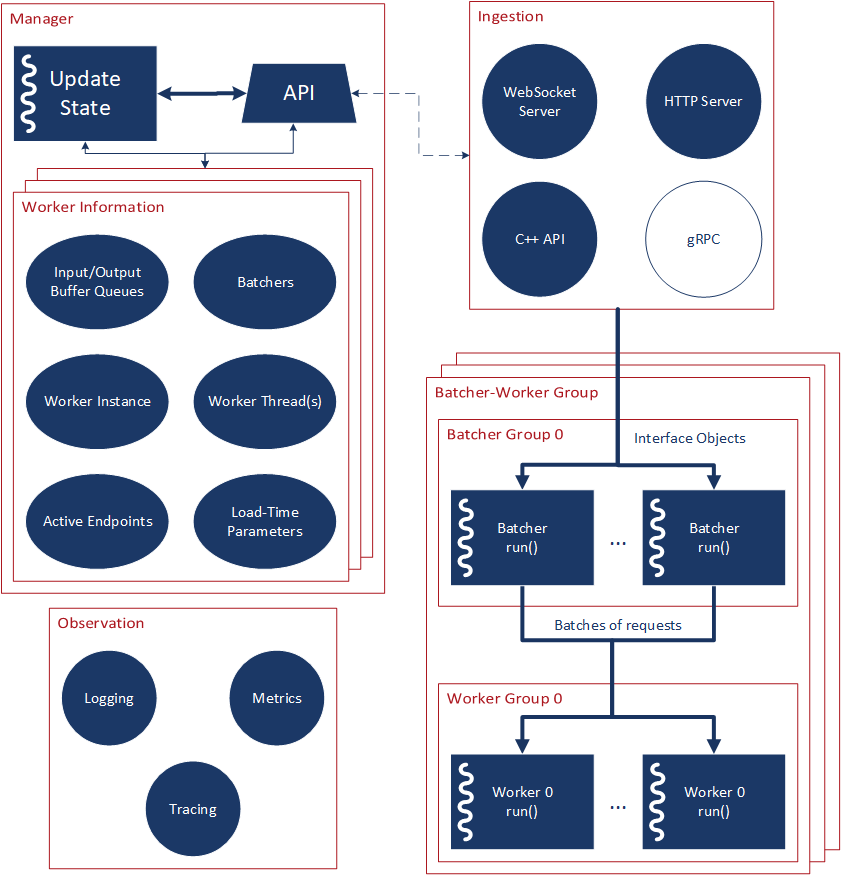 Manager
Update
State
API
Worker Information
Input/Output
Buffer Queues
Batchers
Worker Instance
Worker Thread(s)
Active Endpoints
Load-Time
Parameters
Observation
Logging
Metrics
Tracing
Ingestion
WebSocket
Server
HTTP Server
C++ API
gRPC
Batcher-Worker Group
Batcher Group 0
Interface Objects
Batcher
run()
...
Batcher
run()
Batches of requests
Worker Group 0
Worker 0
run()
...
Worker 0
run()